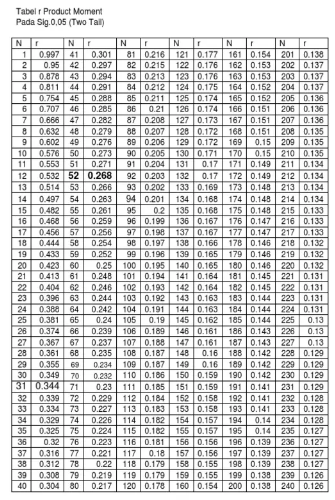 Tabel r Product Moment
Pada Sig.0,05 (Two Tail)
N r N r N r N r N r N r
1 0.997 41 0.301 81 0.216 121 0.177 161 0.154 201 0.138
2 0.95 42 0.297 82 0.215 122 0.176 162 0.153 202 0.137
3 0.878 43 0.294 83 0.213 123 0.176 163 0.153 203 0.137
4 0.811 44 0.291 84 0.212 124 0.175 164 0.152 204 0.137
5 0.754 45 0.288 85 0.211 125 0.174 165 0.152 205 0.136
6 0.707 46 0.285 86 0.21 126 0.174 166 0.151 206 0.136
7 0.666 47 0.282 87 0.208 127 0.173 167 0.151 207 0.136
8 0.632 48 0.279 88 0.207 128 0.172 168 0.151 208 0.135
9 0.602 49 0.276 89 0.206 129 0.172 169 0.15 209 0.135
10 0.576 50 0.273 90 0.205 130 0.171 170 0.15 210 0.135
11 0.553 51 0.271 91 0.204 131 0.17 171 0.149 211 0.134
12 0.532 52 0.268 92 0.203 132 0.17 172 0.149 212 0.134
13 0.514 53 0.266 93 0.202 133 0.169 173 0.148 213 0.134
14 0.497 54 0.263 94 0.201 134 0.168 174 0.148 214 0.134
15 0.482 55 0.261 95 0.2 135 0.168 175 0.148 215 0.133
16 0.468 56 0.259 96 0.199 136 0.167 176 0.147 216 0.133
17 0.456 57 0.256 97 0.198 137 0.167 177 0.147 217 0.133
18 0.444 58 0.254 98 0.197 138 0.166 178 0.146 218 0.132
19 0.433 59 0.252 99 0.196 139 0.165 179 0.146 219 0.132
20 0.423 60 0.25 100 0.195 140 0.165 180 0.146 220 0.132
21 0.413 61 0.248 101 0.194 141 0.164 181 0.145 221 0.131
22 0.404 62 0.246 102 0.193 142 0.164 182 0.145 222 0.131
23 0.396 63 0.244 103 0.192 143 0.163 183 0.144 223 0.131
24 0.388 64 0.242 104 0.191 144 0.163 184 0.144 224 0.131
25 0.381 65 0.24 105 0.19 145 0.162 185 0.144 225 0.13
26 0.374 66 0.239 106 0.189 146 0.161 186 0.143 226 0.13
27 0.367 67 0.237 107 0.188 147 0.161 187 0.143 227 0.13
28 0.361 68 0.235 108 0.187 148 0.16 188 0.142 228 0.129
29 0.355 69 0.234 109 0.187 149 0.16 189 0.142 229 0.129
30 0.349 70 0.232 110 0.186 150 0.159 190 0.142 230 0.129
31 0.344 71 0.23 111 0.185 151 0.159 191 0.141 231 0.129
32 0.339 72 0.229 112 0.184 152 0.158 192 0.141 232 0.128
33 0.334 73 0.227 113 0.183 153 0.158 193 0.141 233 0.128
34 0.329 74 0.226 114 0.182 154 0.157 194 0.14 234 0.128
35 0.325 75 0.224 115 0.182 155 0.157 195 0.14 235 0.127
36 0.32 76 0.223 116 0.181 156 0.156 196 0.139 236 0.127
37 0.316 77 0.221 117 0.18 157 0.156 197 0.139 237 0.127
38 0.312 78 0.22 118 0.179 158 0.155 198 0.139 238 0.127
39 0.308 79 0.219 119 0.179 159 0.155 199 0.138 239 0.126
40 0.304 80 0.217 120 0.178 160 0.154 200 0.138 240 0.126